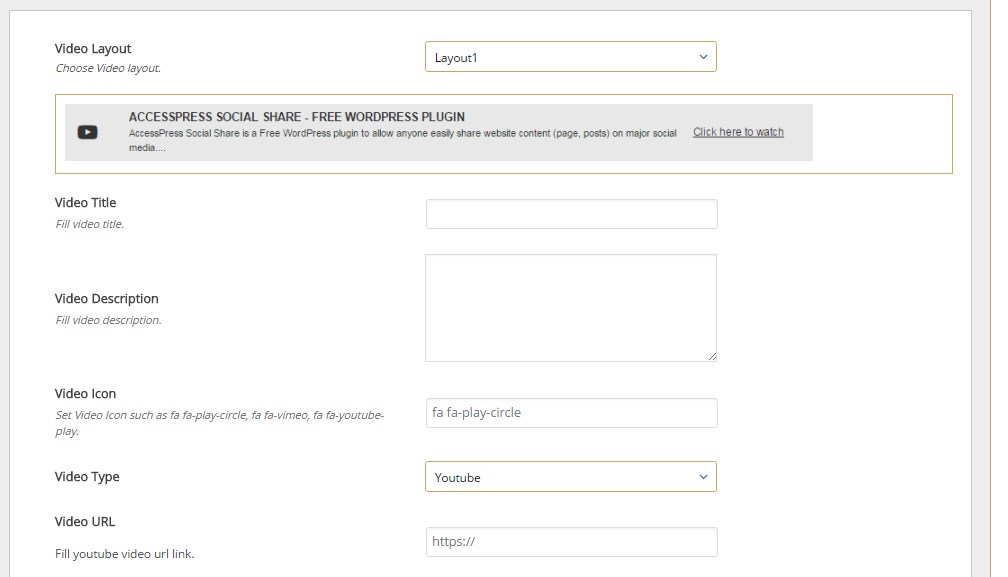 Video Layout
Choose Video layout.
Layout1
ACCESSPRESS SOCIAL SHARE - FREE WORDPRESS PLUGIN
AccessPress Social Share is a Free WordPress plugin to allow anyone easily share website content (page, posts) on major social
media....
Click here to watch
Video Title
Fill video title.
Video Description
Fill video description.
Video Icon
Set Video Icon such as fa fa-play-circle, fa fa-vimeo, fa fa-youtube-
play.
fa fa-play-circle
Video Type
Youtube
Video URL
Fill youtube video url link.
https://